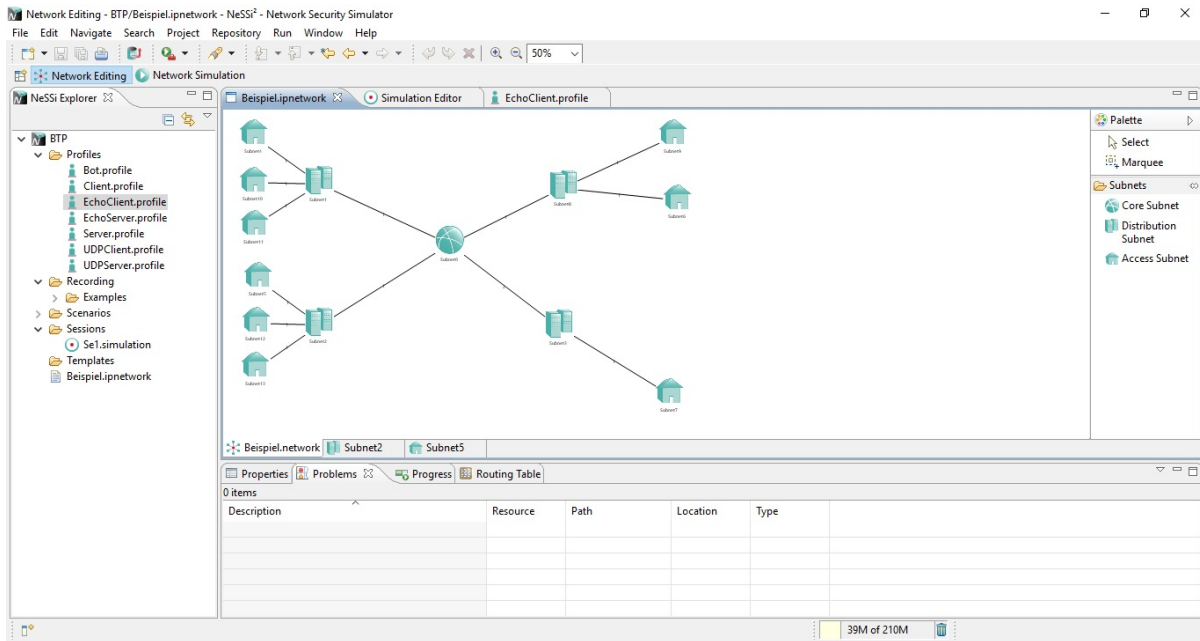 Network Editing - BTP/Beispiel.ipnetwork - NeSSi² - Network Security Simulator
File Edit Navigate Search Project Repository Run Window Help
50%
Network Editing Network Simulation
NeSSi Explorer
BTP
Profiles
Bot.profile
Client.profile
EchoClient.profile
EchoServer.profile
Server.profile
UDPClient.profile
UDPServer.profile
Recording
Examples
Scenarios
Sessions
Se1.simulation
Templates
Beispiel.ipnetwork
Beispiel.ipnetwork Simulation Editor EchoClient.profile
Subnet10
Subnet11
Subnet12
Subnet7
Palette
Select
Marquee
Subnets
Core Subnet
Distribution
Subnet
Access Subnet
Beispiel.network Subnet2 Subnet5
Properties Problems Progress Routing Table
0 items
Description Resource Path Location Type
39M of 210M